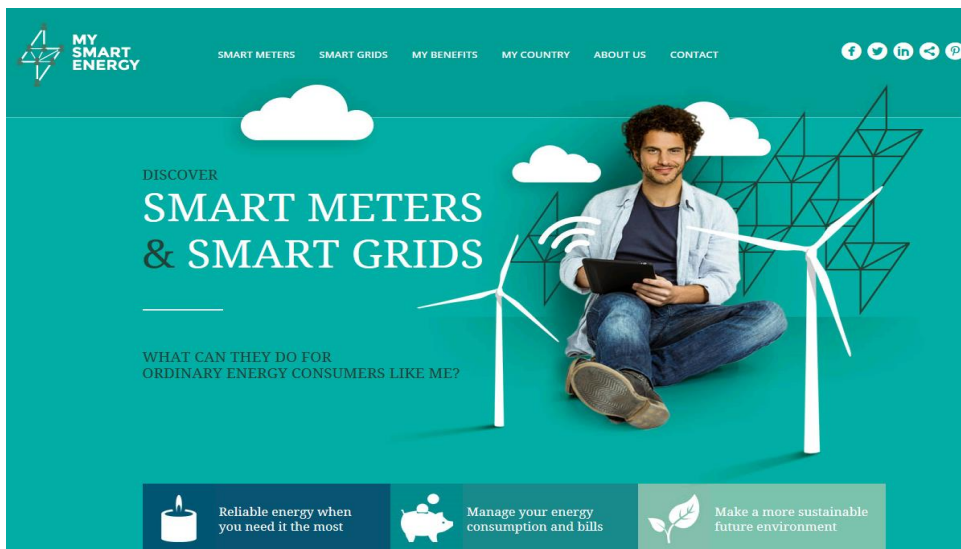 MY
SMART
ENERGY
SMART METERS SMART GRIDS MY BENEFITS MY COUNTRY ABOUT US CONTACT
DISCOVER
SMART METERS
& SMART GRIDS
WHAT CAN THEY DO FOR
ORDINARY ENERGY CONSUMERS LIKE ME?
Reliable energy when
you need it the most
Manage your energy
consumption and bills
Make a more sustainable
future environment